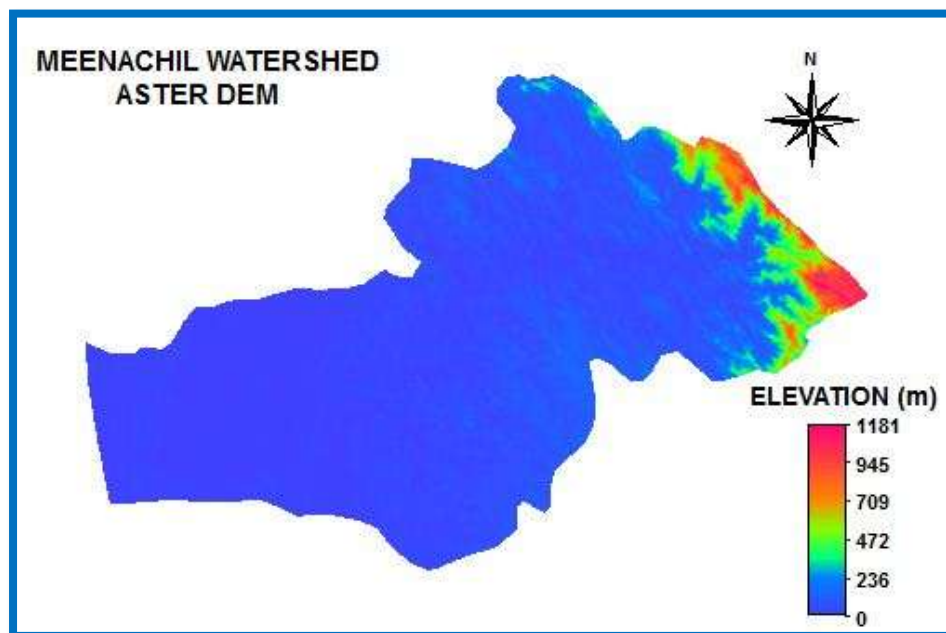 MEENACHIL WATERSHED
ASTER DEM
N
ELEVATION (m)
1181
945
709
472
236
0